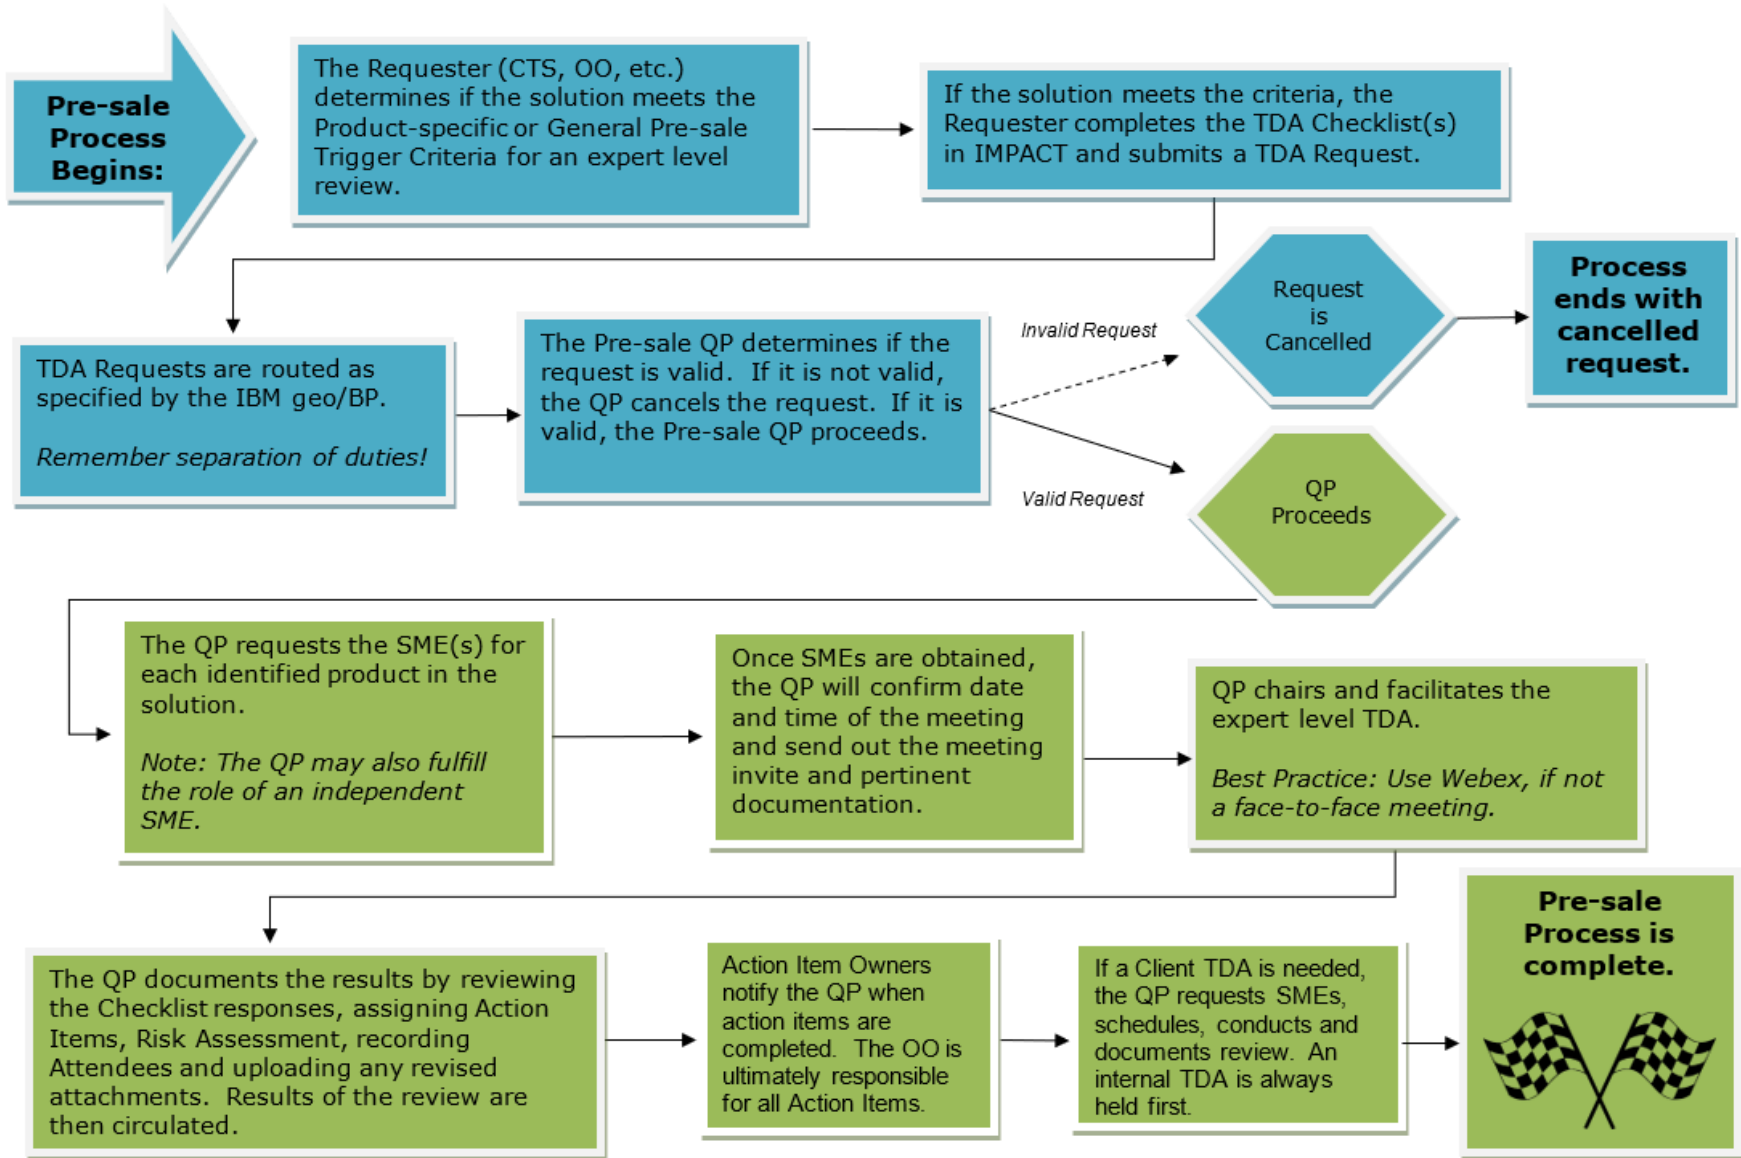 Pre-sale
Process
Begins:
The Requester (CTS, OO, etc.)
determines if the solution meets the
Product-specific or General Pre-sale
Trigger Criteria for an expert level
review.
If the solution meets the criteria, the
Requester completes the TDA Checklist(s)
in IMPACT and submits a TDA Request.
TDA Requests are routed as
specified by the IBM geo/BP.
Remember separation of duties!
The Pre-sale QP determines if the
request is valid. If it is not valid,
the QP cancels the request. If it is
valid, the Pre-sale QP proceeds.
Invalid Request
Valid Request
Request
is
Cancelled
Process
ends with
cancelled
request.
QP
Proceeds
The QP requests the SME(s) for
each identified product in the
solution.
Note: The QP may also fulfill
the role of an independent
SME.
Once SMEs are obtained,
the QP will confirm date
and time of the meeting
and send out the meeting
invite and pertinent
documentation.
QP chairs and facilitates the
expert level TDA.
Best Practice: Use Webex, if not
a face-to-face meeting.
The QP documents the results by reviewing
the Checklist responses, assigning Action
Items, Risk Assessment, recording
Attendees and uploading any revised
attachments. Results of the review are
then circulated.
Action Item Owners
notify the QP when
action items are
completed. The OO is
ultimately responsible
for all Action Items.
If a Client TDA is needed,
the QP requests SMEs,
schedules, conducts and
documents review. An
internal TDA is always
held first.
Pre-sale
Process is
complete.